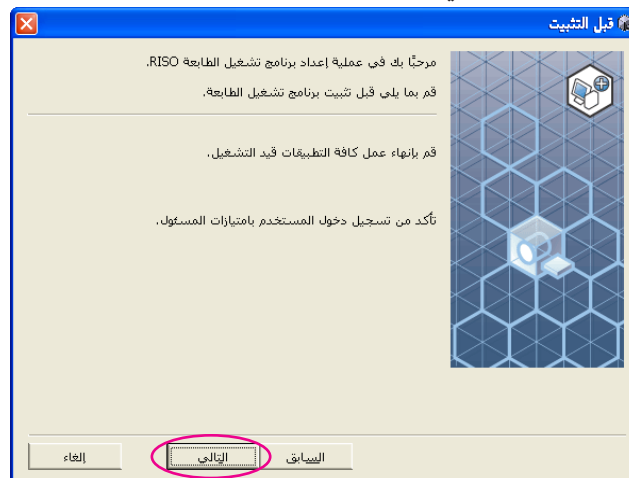 قبل التثبيت
مرحبًا بك في عملية إعداد برنامج تشغيل الطابعة RISO.
قم بما يلي قبل تثبيت برنامج تشغيل الطابعة.
قم بإنهاء عمل كافة التطبيقات قيد التشغيل.
تأكد من تسجيل دخول المستخدم بامتيازات المسئول.
السابق
التالي
إلغاء